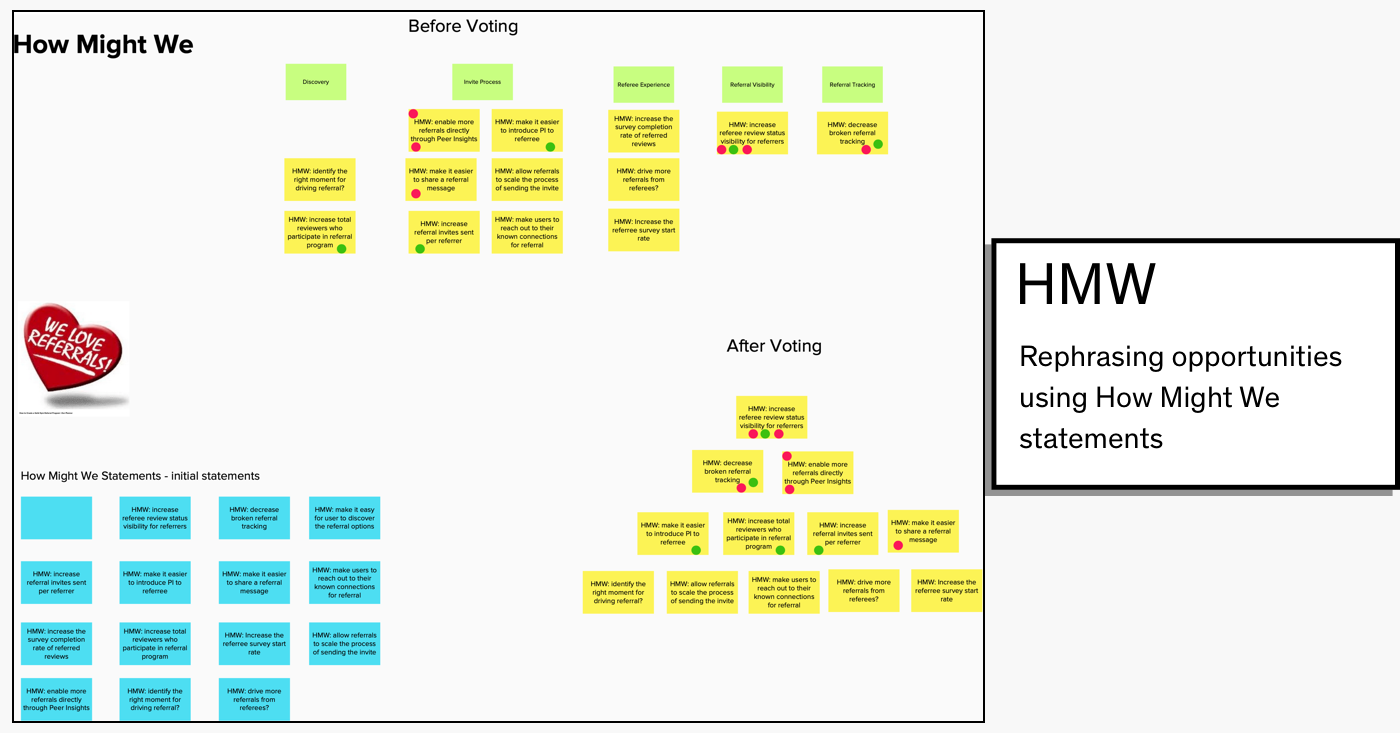 How Might We
Before Voting
Discovery
Invite Process
Referee Experience
Referral Visibility
Referral Tracking
HMW: identify the
right moment for
driving referral?
HMW: increase total
reviewers who
participate in referral
program
HMW: enable more
referrals directly
through Peer Insights
HMW: make it easier
to introduce PI to
referree
HMW: make it easier
to share a referral
message
HMW: allow referrals
to scale the process
of sending the invite
HMW: increase
referral invites sent
per referrer
HMW: make users to
reach out to their
known connections
for referral
HMW: increase the
survey completion
rate of referred
reviews
HMW: drive more
referrals from
referees?
HMW: Increase the
referree survey start
rate
HMW: increase
referee review status
visibility for referrers
HMW: decrease
broken referral
tracking
WE LOVE
REFERRALS!
After Voting
HMW: increase
referee review status
visibility for referrers
HMW: decrease
broken referral
tracking
HMW: enable more
referrals directly
through Peer Insights
HMW: make it easier
to introduce PI to
referree
HMW: increase total
reviewers who
participate in referral
program
HMW: increase
referral invites sent
per referrer
HMW: make it easier
to share a referral
message
HMW: identify the
right moment for
driving referral?
HMW: allow referrals
to scale the process
of sending the invite
HMW: make users to
reach out to their
known connections
for referral
HMW: drive more
referrals from
referees?
HMW: Increase the
referree survey start
rate
How Might We Statements - initial statements
HMW: increase
referee review status
visibility for referrers
HMW: decrease
broken referral
tracking
HMW: make it easy
for user to discover
the referral options
HMW: increase
referral invites sent
per referrer
HMW: make it easier
to introduce PI to
referree
HMW: make it easier
to share a referral
message
HMW: make users to
reach out to their
known connections
for referral
HMW: increase the
survey completion
rate of referred
reviews
HMW: increase total
reviewers who
participate in referral
program
HMW: Increase the
referree survey start
rate
HMW: allow referrals
to scale the process
of sending the invite
HMW: enable more
referrals directly
through Peer Insights
HMW: identify the
right moment for
driving referral?
HMW: drive more
referrals from
referees?
HMW
Rephrasing opportunities
using How Might We
statements